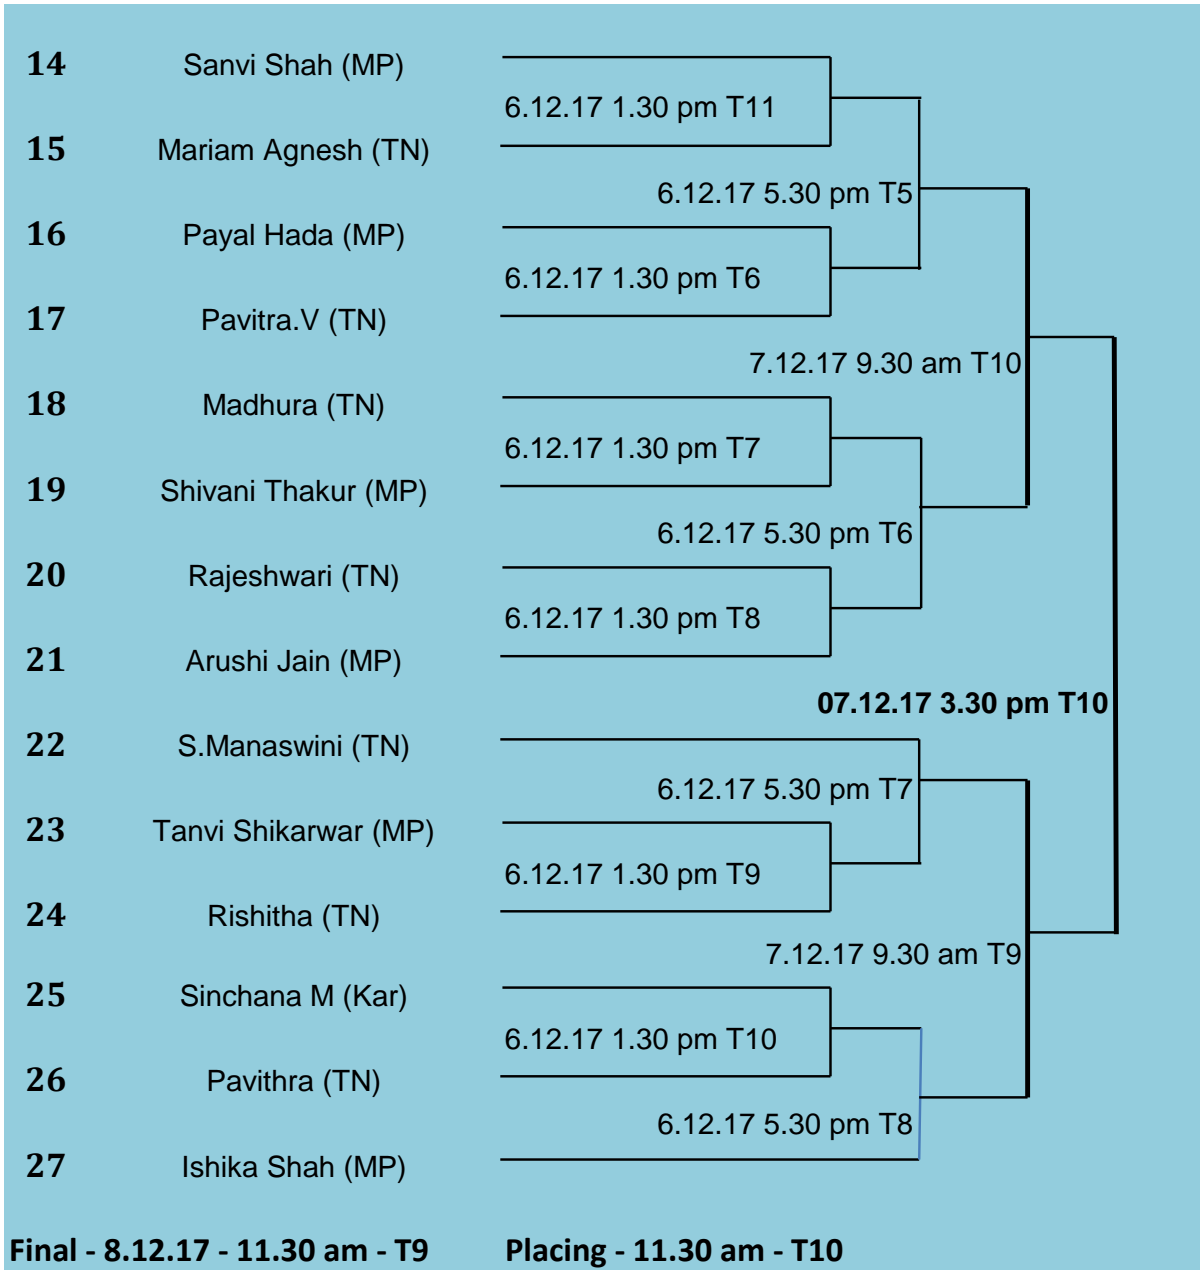 14 Sanvi Shah (MP)
6.12.17 1.30 pm T11
15 Mariam Agnesh (TN)
6.12.17 5.30 pm T5
16 Payal Hada (MP)
6.12.17 1.30 pm T6
17 Pavitra.V (TN)
7.12.17 9.30 am T10
18 Madhura (TN)
6.12.17 1.30 pm T7
19 Shivani Thakur (MP)
6.12.17 5.30 pm T6
20 Rajeshwari (TN)
6.12.17 1.30 pm T8
21 Arushi Jain (MP)
07.12.17 3.30 pm T10
22 S.Manaswini (TN)
6.12.17 5.30 pm T7
23 Tanvi Shikarwar (MP)
6.12.17 1.30 pm T9
24 Rishitha (TN)
7.12.17 9.30 am T9
25 Sinchana M (Kar)
6.12.17 1.30 pm T10
26 Pavithra (TN)
6.12.17 5.30 pm T8
27 Ishika Shah (MP)
Final - 8.12.17 - 11.30 am - T9 Placing - 11.30 am - T10